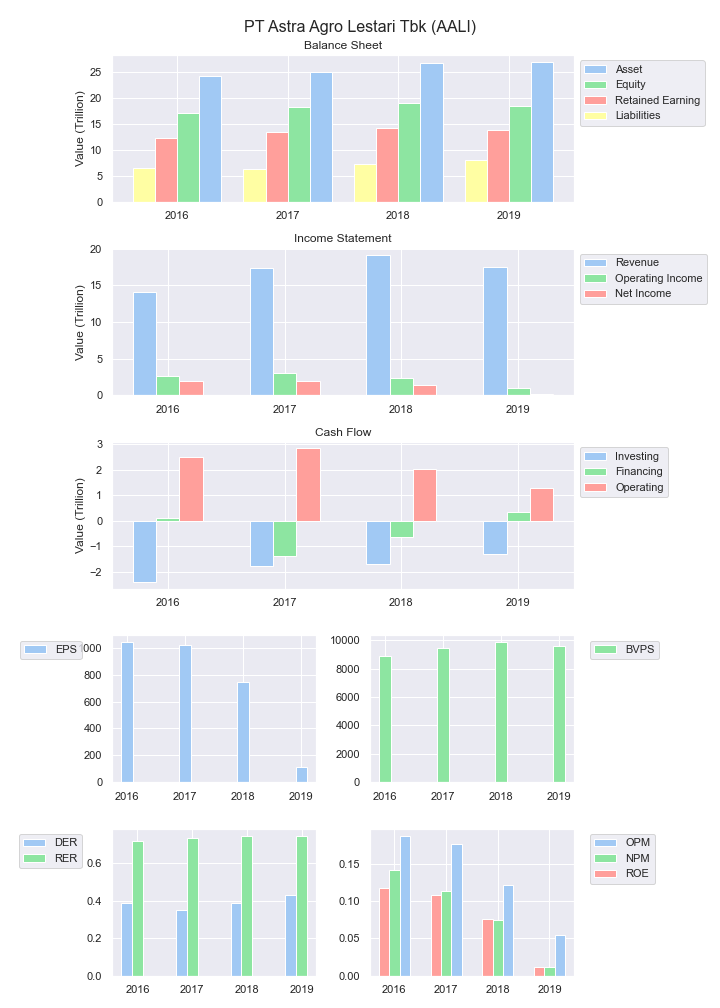 PT Astra Agro Lestari Tbk (AALI)
Balance Sheet
Value (Trillion)
25
20
15
10
5
0
2016 2017 2018 2019
Asset
Equity
Retained Earning
Liabilities
Income Statement
Value (Trillion)
20
15
10
5
0
2016 2017 2018 2019
Revenue
Operating Income
Net Income
Cash Flow
Value (Trillion)
3
2
1
0
−1
−2
2016 2017 2018 2019
Investing
Financing
Operating
EPS
1000
800
600
400
200
0
2016 2017 2018 2019
10000
8000
6000
4000
2000
0
2016 2017 2018 2019
BVPS
DER
RER
0.6
0.4
0.2
0.0
2016 2017 2018 2019
0.15
0.10
0.05
0.00
2016 2017 2018 2019
OPM
NPM
ROE